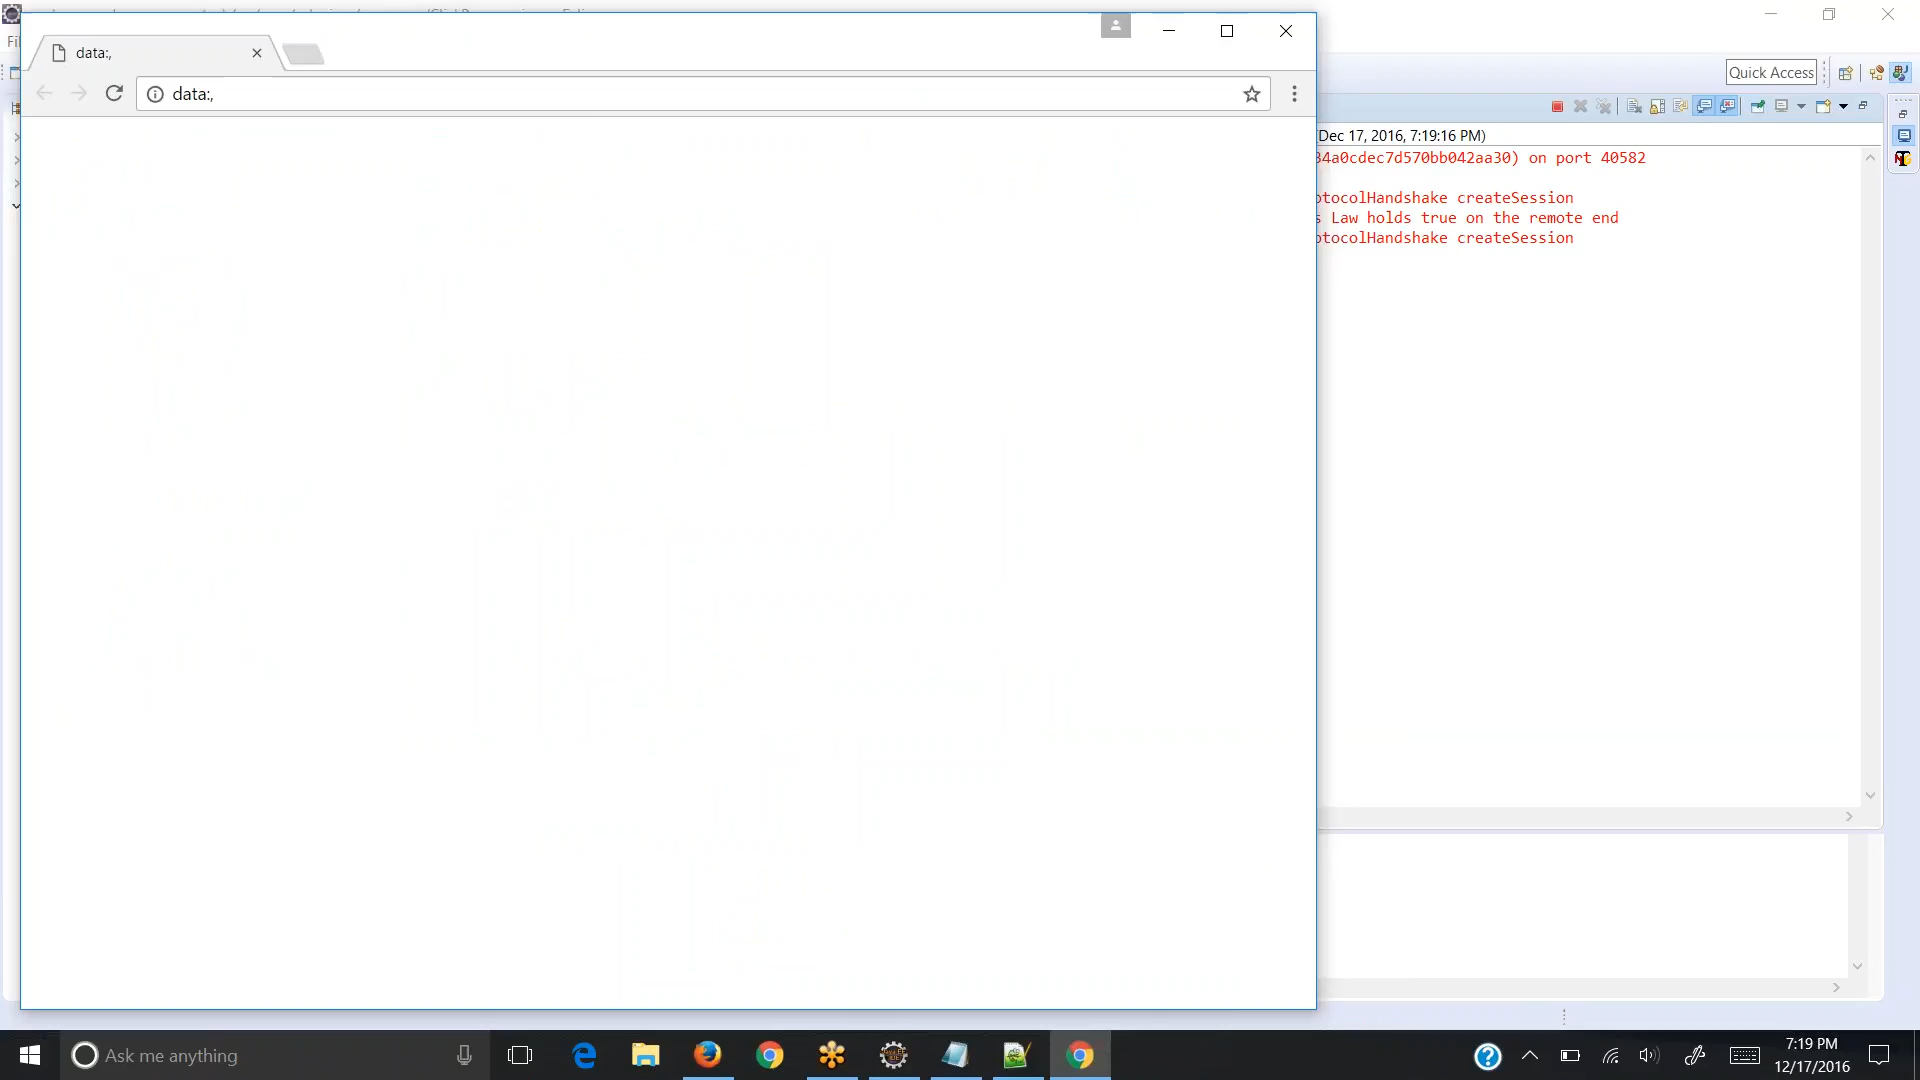 data:,
data:,
Quick Access
(Dec 17, 2016, 7:19:16 PM)
34a0cdec7d570bb042aa30) on port 40582
otocolHandshake createSession
s Law holds true on the remote end
otocolHandshake createSession
Ask me anything
7:19 PM
12/17/2016